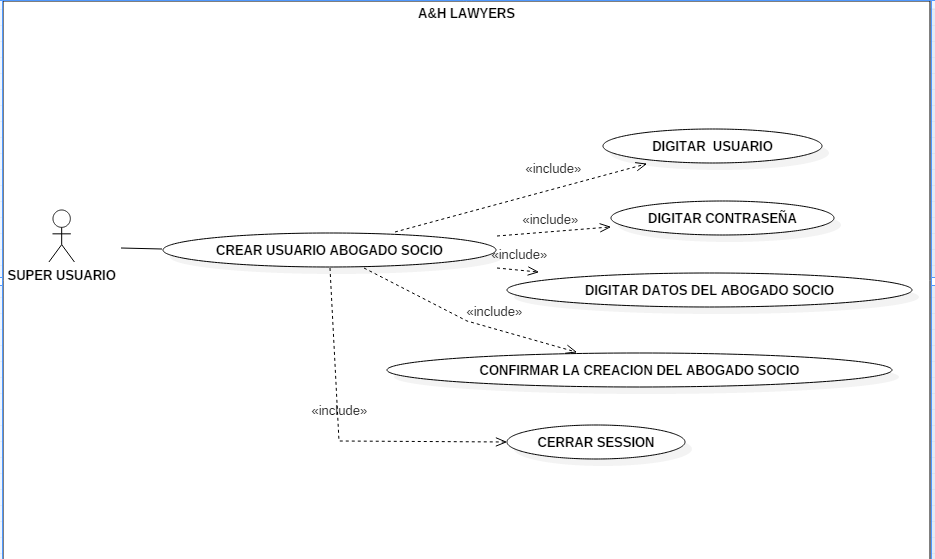 A&H LAWYERS
DIGITAR  USUARIO
«include»
DIGITAR CONTRASEÑA
«include»
CREAR USUARIO ABOGADO SOCIO
«include»
SUPER USUARIO
DIGITAR DATOS DEL ABOGADO SOCIO
«include»
CONFIRMAR LA CREACION DEL ABOGADO SOCIO
«include»
CERRAR SESSION